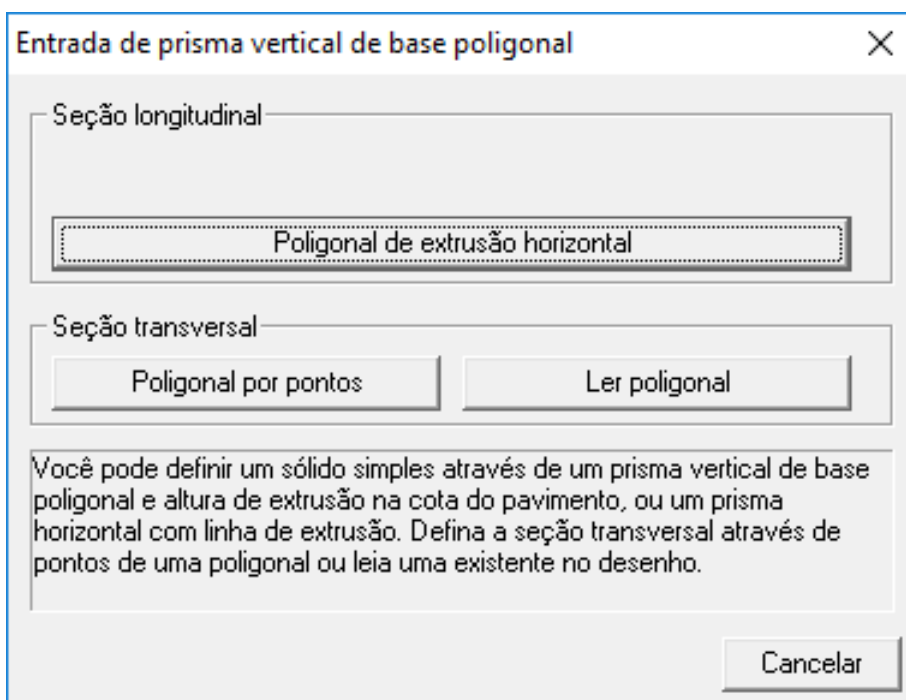 Entrada de prisma vertical de base poligonal
Seção longitudinal
Poligonal de extrusão horizontal
Seção transversal
Poligonal por pontos
Ler poligonal
Você pode definir um sólido simples através de um prisma vertical de base
poligonal e altura de extrusão na cota do pavimento, ou um prisma
horizontal com linha de extrusão. Defina a seção transversal através de
pontos de uma poligonal ou leia uma existente no desenho.
Cancelar